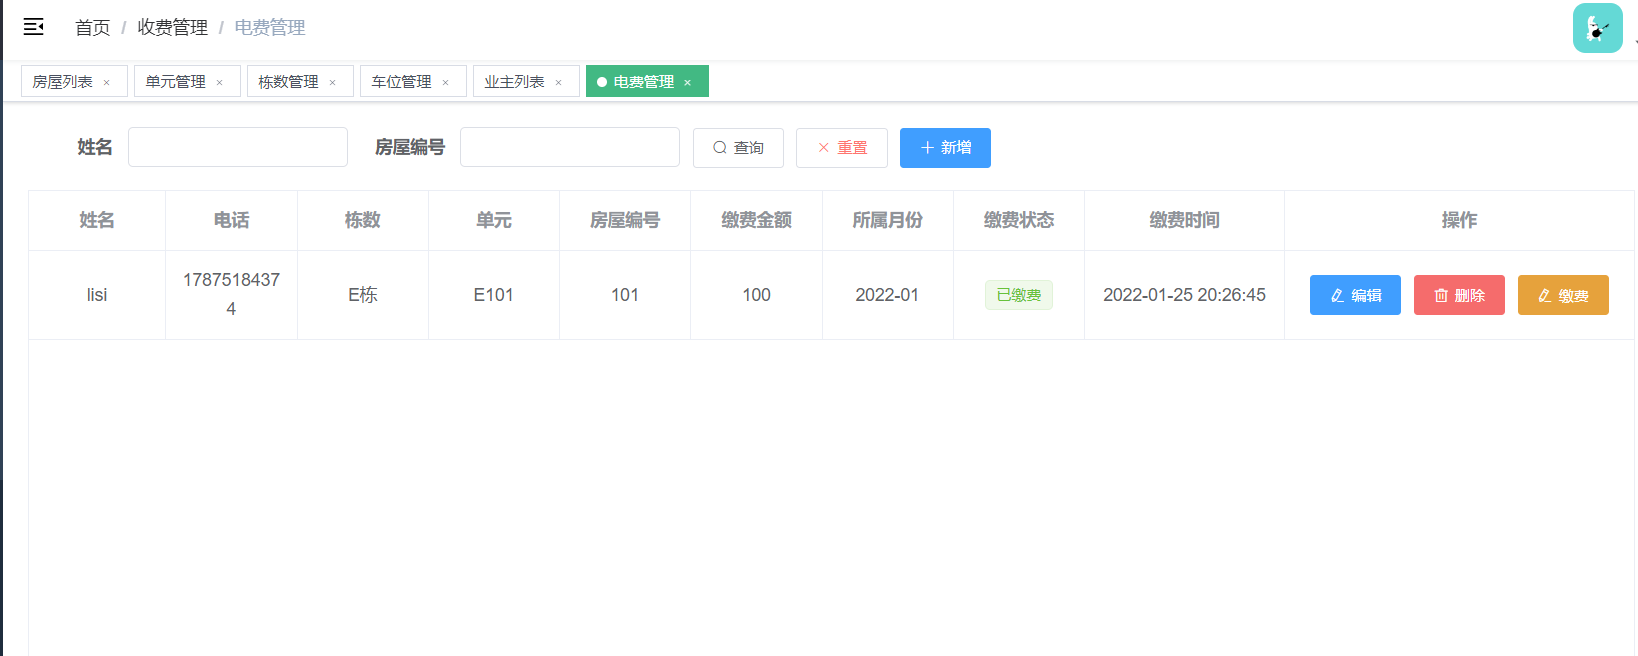 首页 / 收费管理 / 电费管理
房屋列表 × 单元管理 × 栋数管理 × 车位管理 × 业主列表 × 电费管理 ×
姓名 房屋编号 查询 重置 新增
姓名 电话 栋数 单元 房屋编号 缴费金额 所属月份 缴费状态 缴费时间 操作
lisi 1787518437 E栋 E101 101 100 2022-01 已缴费 2022-01-25 20:26:45 编辑 删除 缴费
4